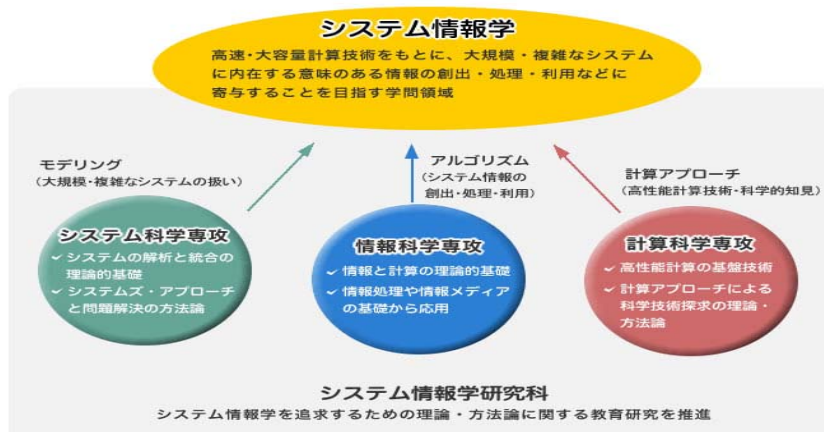 システム情報学
高速・大容量計算技術をもとに、大規模・複雑なシステム
に内在する意味のある情報の創出・処理・利用などに
寄与することを目指す学問領域
モデリング
(大規模・複雑なシステムの扱い)
アルゴリズム
(システム情報の
創出・処理・利用)
計算アプローチ
(高性能計算技術・科学的知見)
システム科学専攻
✓ システムの解析と統合の
理論的基礎
✓ システムズ・アプローチ
と問題解決の方法論
情報科学専攻
✓ 情報と計算の理論的基礎
✓ 情報処理や情報メディア
の基礎から応用
計算科学専攻
✓ 高性能計算の基盤技術
✓ 計算アプローチによる
科学技術探求の理論・
方法論
システム情報学研究科
システム情報学を追求するための理論・方法論に関する教育研究を推進